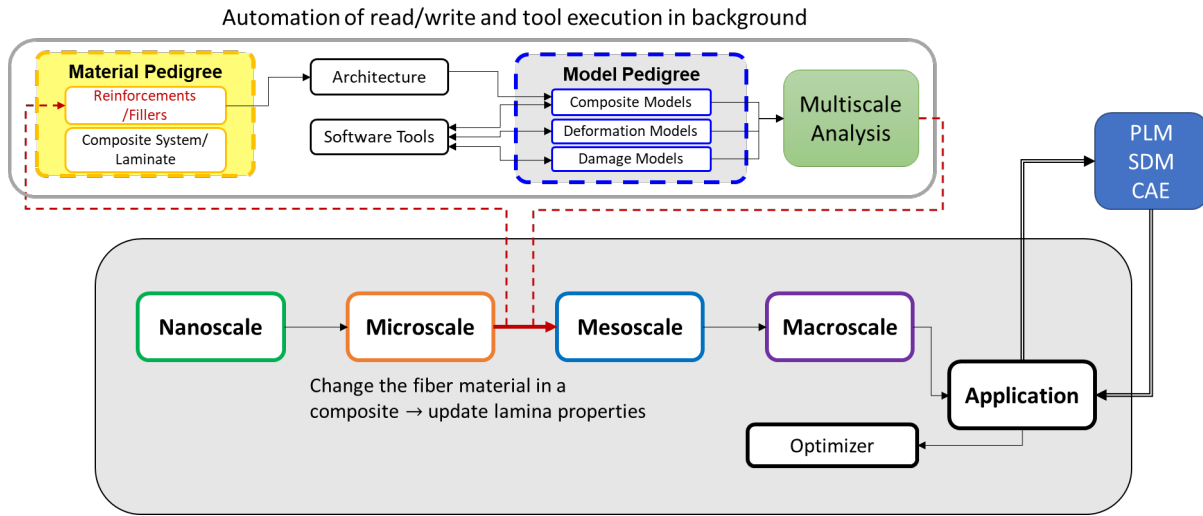 Automation of read/write and tool execution in background
Material Pedigree
Reinforcements
/Fillers
Composite System/
Laminate
Architecture
Software Tools
Model Pedigree
Composite Models
Deformation Models
Damage Models
Multiscale
Analysis
PLM
SDM
CAE
Nanoscale
Microscale
Mesoscale
Macroscale
Change the fiber material in a
composite → update lamina properties
Application
Optimizer